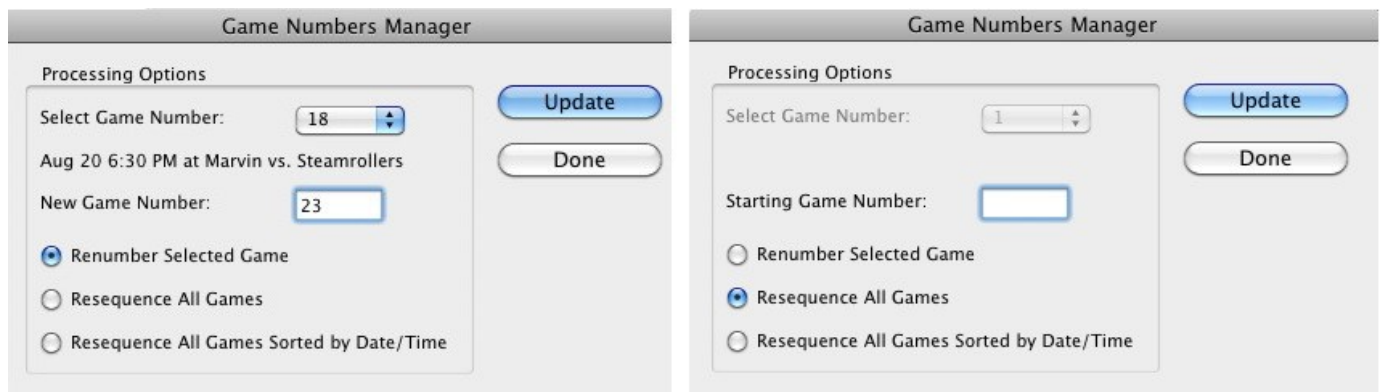 Game Numbers Manager
Processing Options
Select Game Number: 18
Update
Aug 20 6:30 PM at Marvin vs. Steamrollers
Done
New Game Number: 23
Renumber Selected Game
Resequence All Games
Resequence All Games Sorted by Date/Time
Game Numbers Manager
Processing Options
Select Game Number: 1
Update
Done
Starting Game Number:
Renumber Selected Game
Resequence All Games
Resequence All Games Sorted by Date/Time